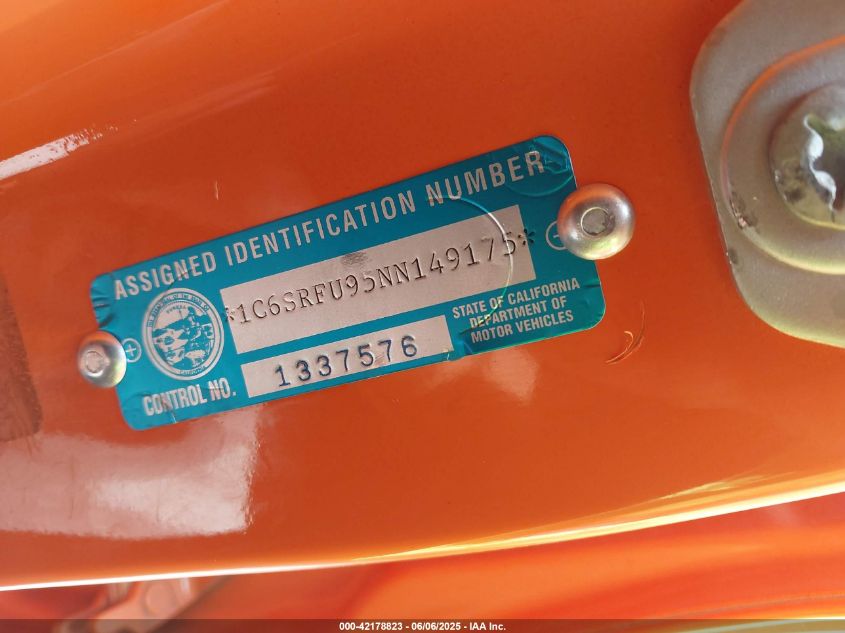 ASSIGNED IDENTIFICATION NUMBER
*1C6SRFU95NN149175*
STATE OF CALIFORNIA
DEPARTMENT OF
MOTOR VEHICLES
CONTROL NO.
1337576
000-42178823 - 06/06/2025 - IAA Inc.